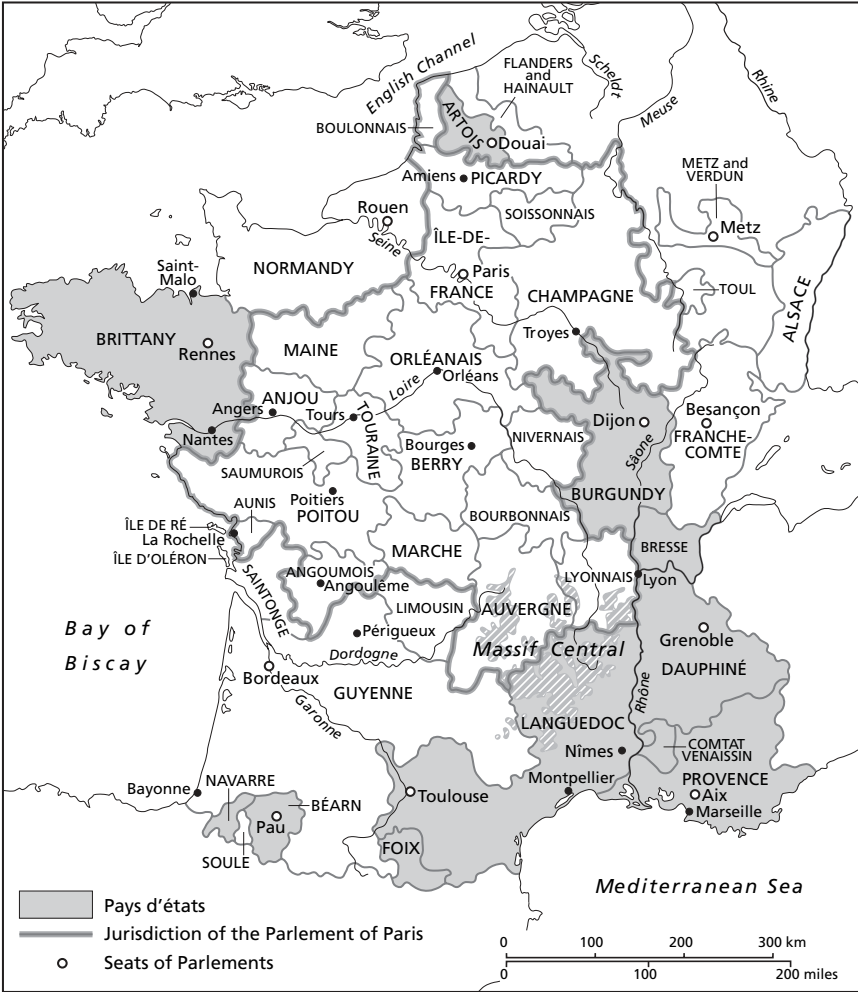 English Channel
FLANDERS
and
HAINAULT
Scheldt
Meuse
Rhine
BOULONNAIS
ARTOIS
Douai
METZ and
VERDUN
Amiens
PICARDY
Rouen
SOISSONNAIS
Metz
Seine
ÎLE-DE-
FRANCE
Paris
NORMANDY
Saint-
Malo
CHAMPAGNE
TOUL
ALSACE
Troyes
BRITTANY
Rennes
MAINE
ORLÉANAIS
Orléans
Loire
ANJOU
Angers
Tours
TOURAINE
Nantes
Dijon
Besançon
FRANCHE-
COMTE
NIVERNAIS
Sâone
Bourges
BERRY
SAUMUROIS
Poitiers
POITOU
BURGUNDY
AUNIS
BOURBONNAIS
ÎLE DE RÉ
La Rochelle
ÎLE D'OLÉRON
MARCHE
BRESSE
ANGOUMOIS
Angoulême
SAINTONGE
LIMOUSIN
LYONNAIS
Lyon
AUVERGNE
Bay of
Biscay
Périgueux
Massif Central
Grenoble
DAUPHINÉ
Dordogne
Bordeaux
GUYENNE
Garonne
Rhône
LANGUEDOC
Nîmes
COMTAT
VENAISSIN
Montpellier
PROVENCE
Aix
Marseille
Bayonne
NAVARRE
BÉARN
Pau
Toulouse
SOULE
FOIX
Mediterranean Sea
Pays d'états
Jurisdiction of the Parlement of Paris
Seats of Parlements
0 100 200 300 km
0 100 200 miles